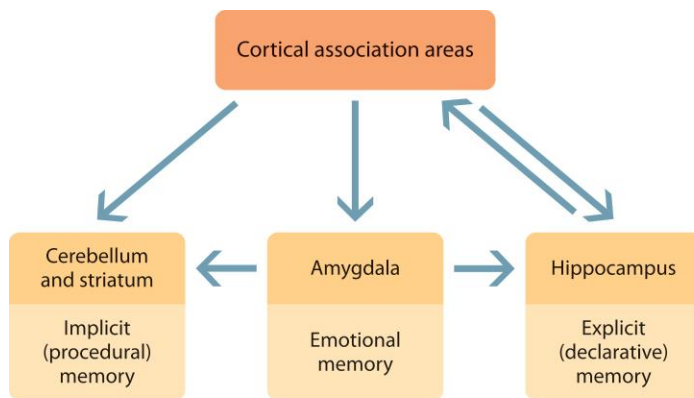 Cortical association areas
Cerebellum
and striatum
Implicit
(procedural)
memory
Amygdala
Emotional
memory
Hippocampus
Explicit
(declarative)
memory